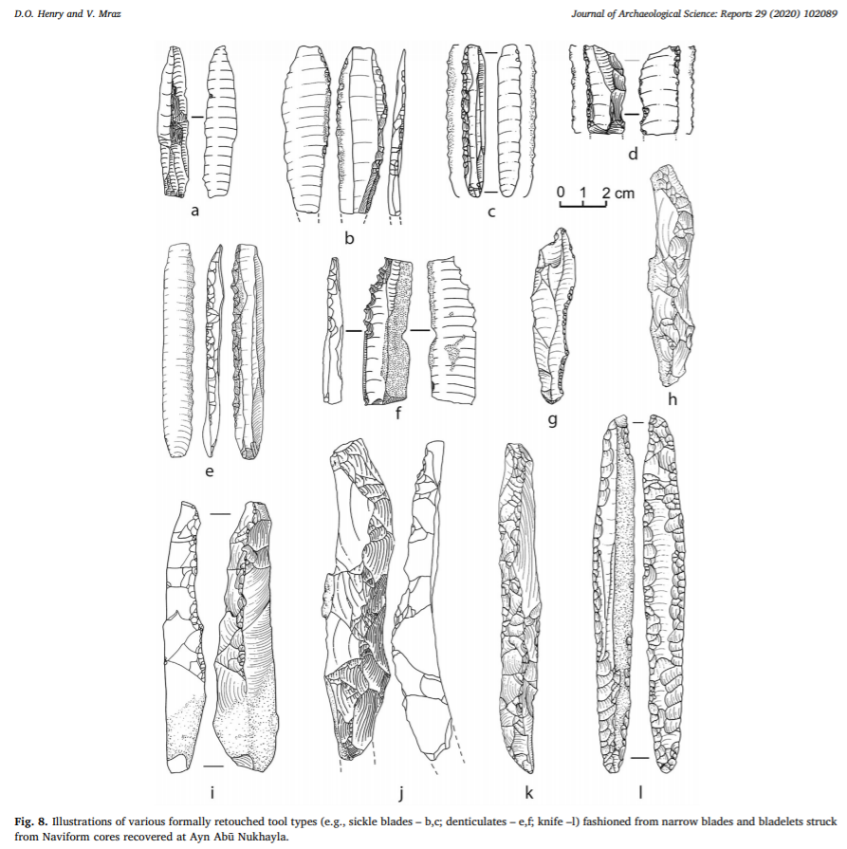 D.O. Henry and V. Mraz
Journal of Archaeological Science: Reports 29 (2020) 102089
a
b
c
d
0 1 2 cm
e
f
g
h
i
j
k
l
Fig. 8. Illustrations of various formally retouched tool types (e.g., sickle blades – b,c; denticulates – e,f; knife –l) fashioned from narrow blades and bladelets struck
from Naviform cores recovered at Ayn Abū Nukhayla.